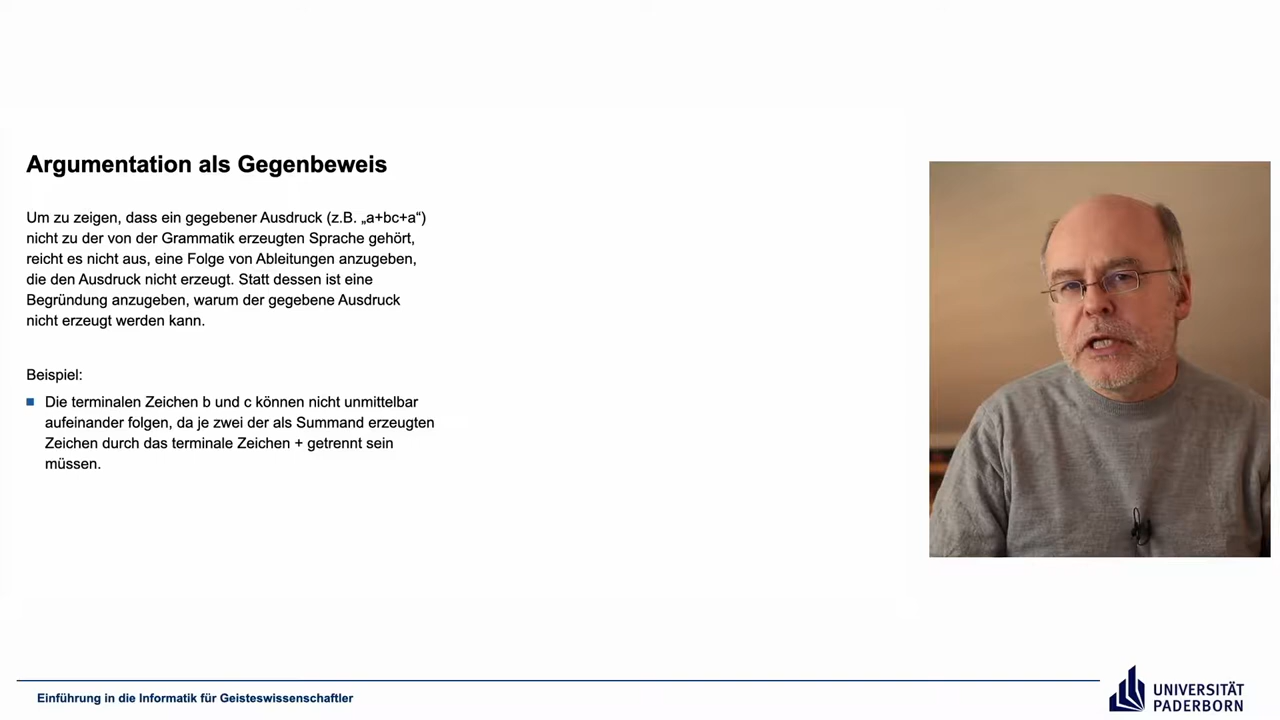 Argumentation als Gegenbeweis
Um zu zeigen, dass ein gegebener Ausdruck (z.B. „a+bc+a“)
nicht zu der von der Grammatik erzeugten Sprache gehört,
reicht es nicht aus, eine Folge von Ableitungen anzugeben,
die den Ausdruck nicht erzeugt. Statt dessen ist eine
Begründung anzugeben, warum der gegebene Ausdruck
nicht erzeugt werden kann.
Beispiel:
Die terminalen Zeichen b und c können nicht unmittelbar
aufeinander folgen, da je zwei der als Summand erzeugten
Zeichen durch das terminale Zeichen + getrennt sein
müssen.
Einführung in die Informatik für Geisteswissenschaftler
UNIVERSITÄT
PADERBORN